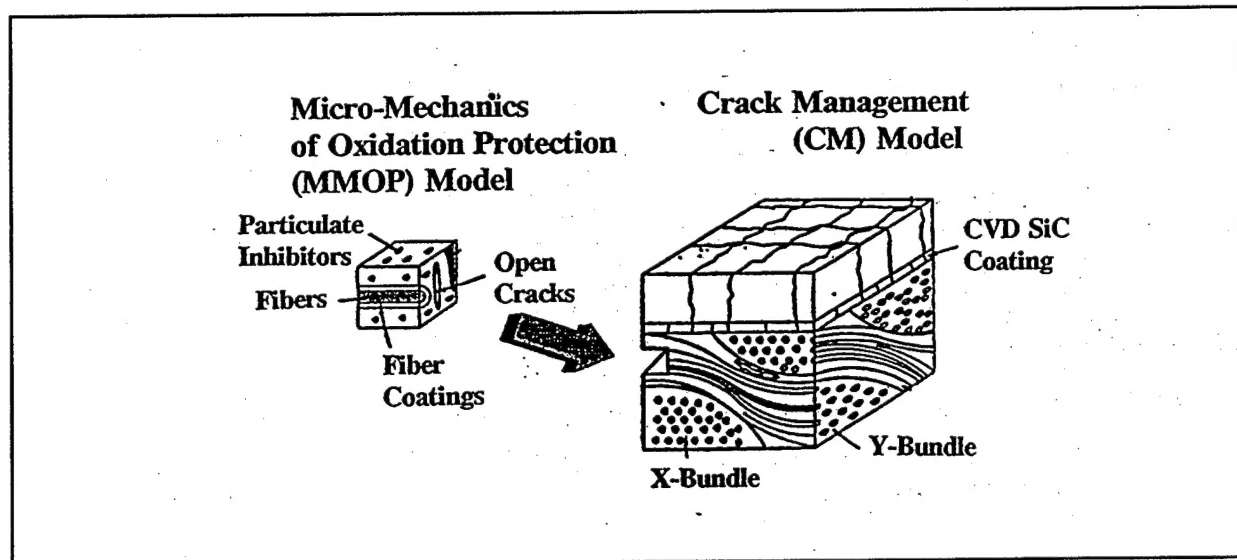 Micro-Mechanics
of Oxidation Protection
(MMOP) Model
Particulate
Inhibitors
Fibers
Open
Cracks
Fiber
Coatings
Crack Management
(CM) Model
CVD SiC
Coating
Y-Bundle
X-Bundle